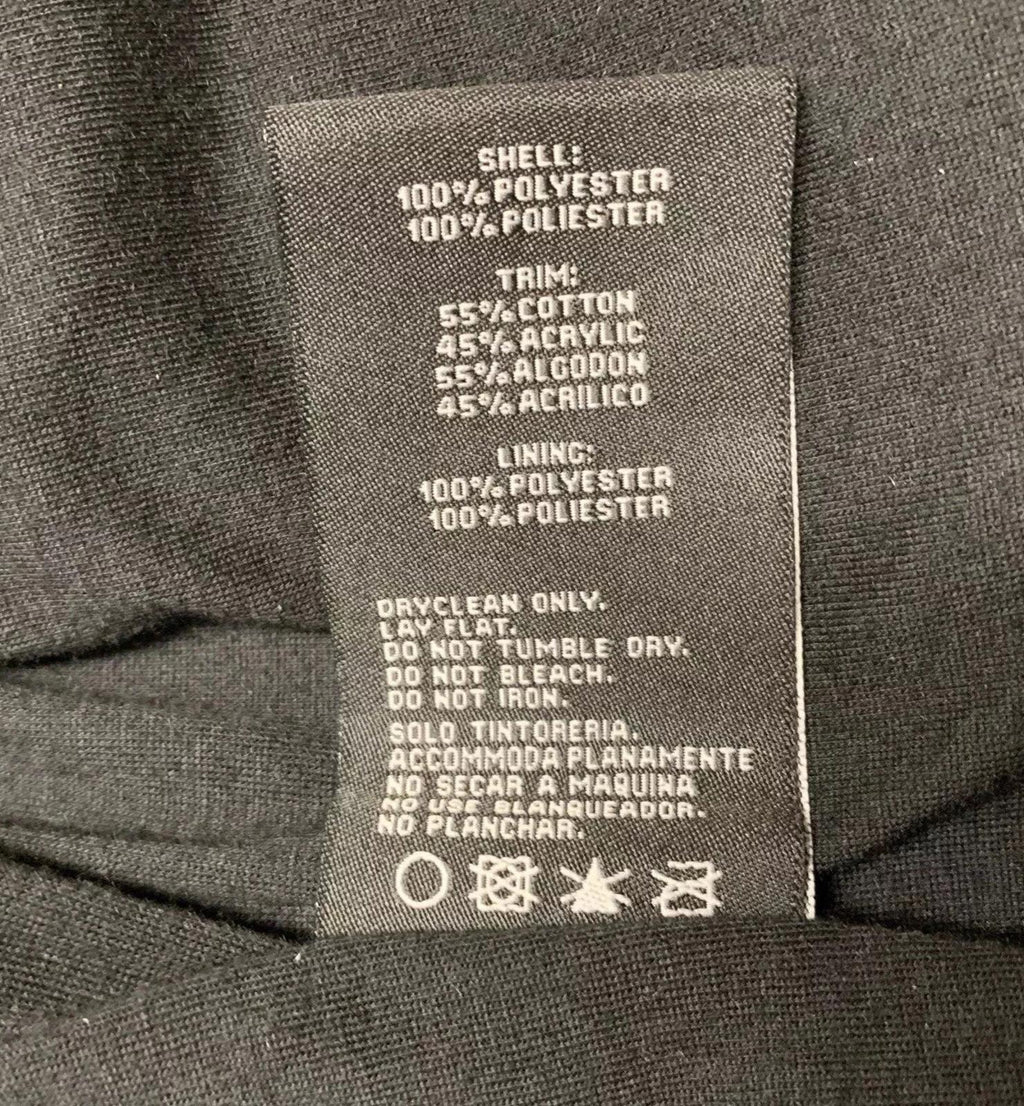 SHELL:
100% POLYESTER
100% POLIESTER
TRIM:
55% COTTON
45% ACRYLIC
55% ALGODON
45% ACRILICO
LINING:
100% POLYESTER
100% POLIESTER
DRYCLEAN ONLY.
LAY FLAT.
DO NOT TUMBLE DRY.
DO NOT BLEACH.
DO NOT IRON.
SOLO TINTORERIA.
ACCOMMODA PLANAMENTE
NO SECAR A MAQUINA
NO USE BLANQUEADOR.
NO PLANCHAR.